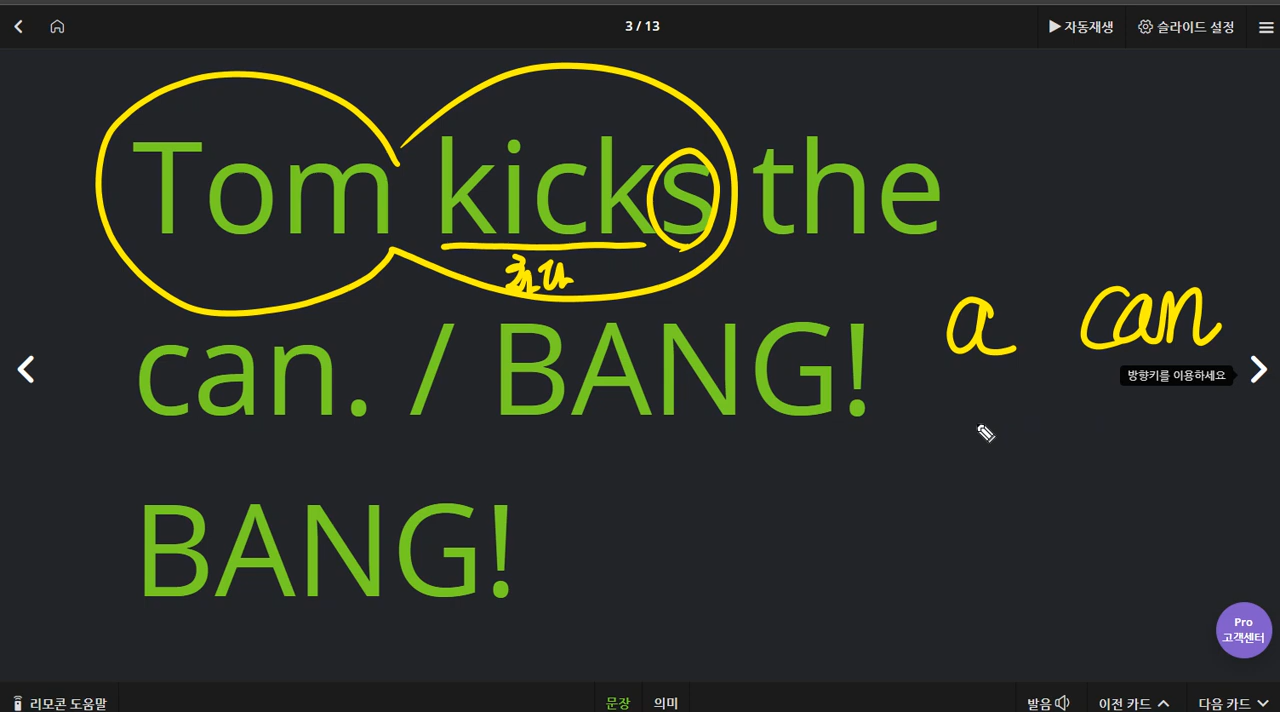 3 / 13
▶ 자동재생
슬라이드 설정
Tom kicks the
차다
can. / BANG!
a can
방향키를 이용하세요
BANG!
Pro
고객센터
리모콘 도움말
문장
의미
발음
이전 카드
다음 카드